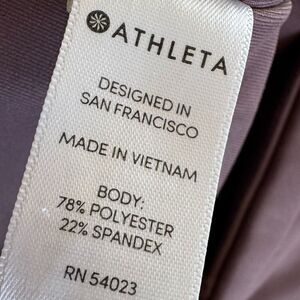 ATHLETA
DESIGNED IN
SAN FRANCISCO
MADE IN VIETNAM
BODY:
78% POLYESTER
22% SPANDEX
RN 54023